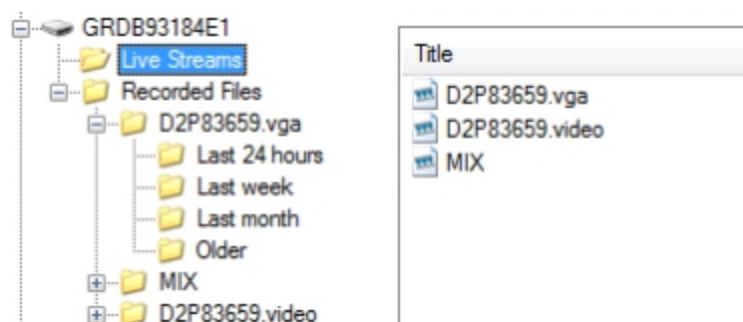 GRDB93184E1
Live Streams
Recorded Files
D2P83659.vga
Last 24 hours
Last week
Last month
Older
MIX
D2P83659.video
Title
D2P83659.vga
D2P83659.video
MIX